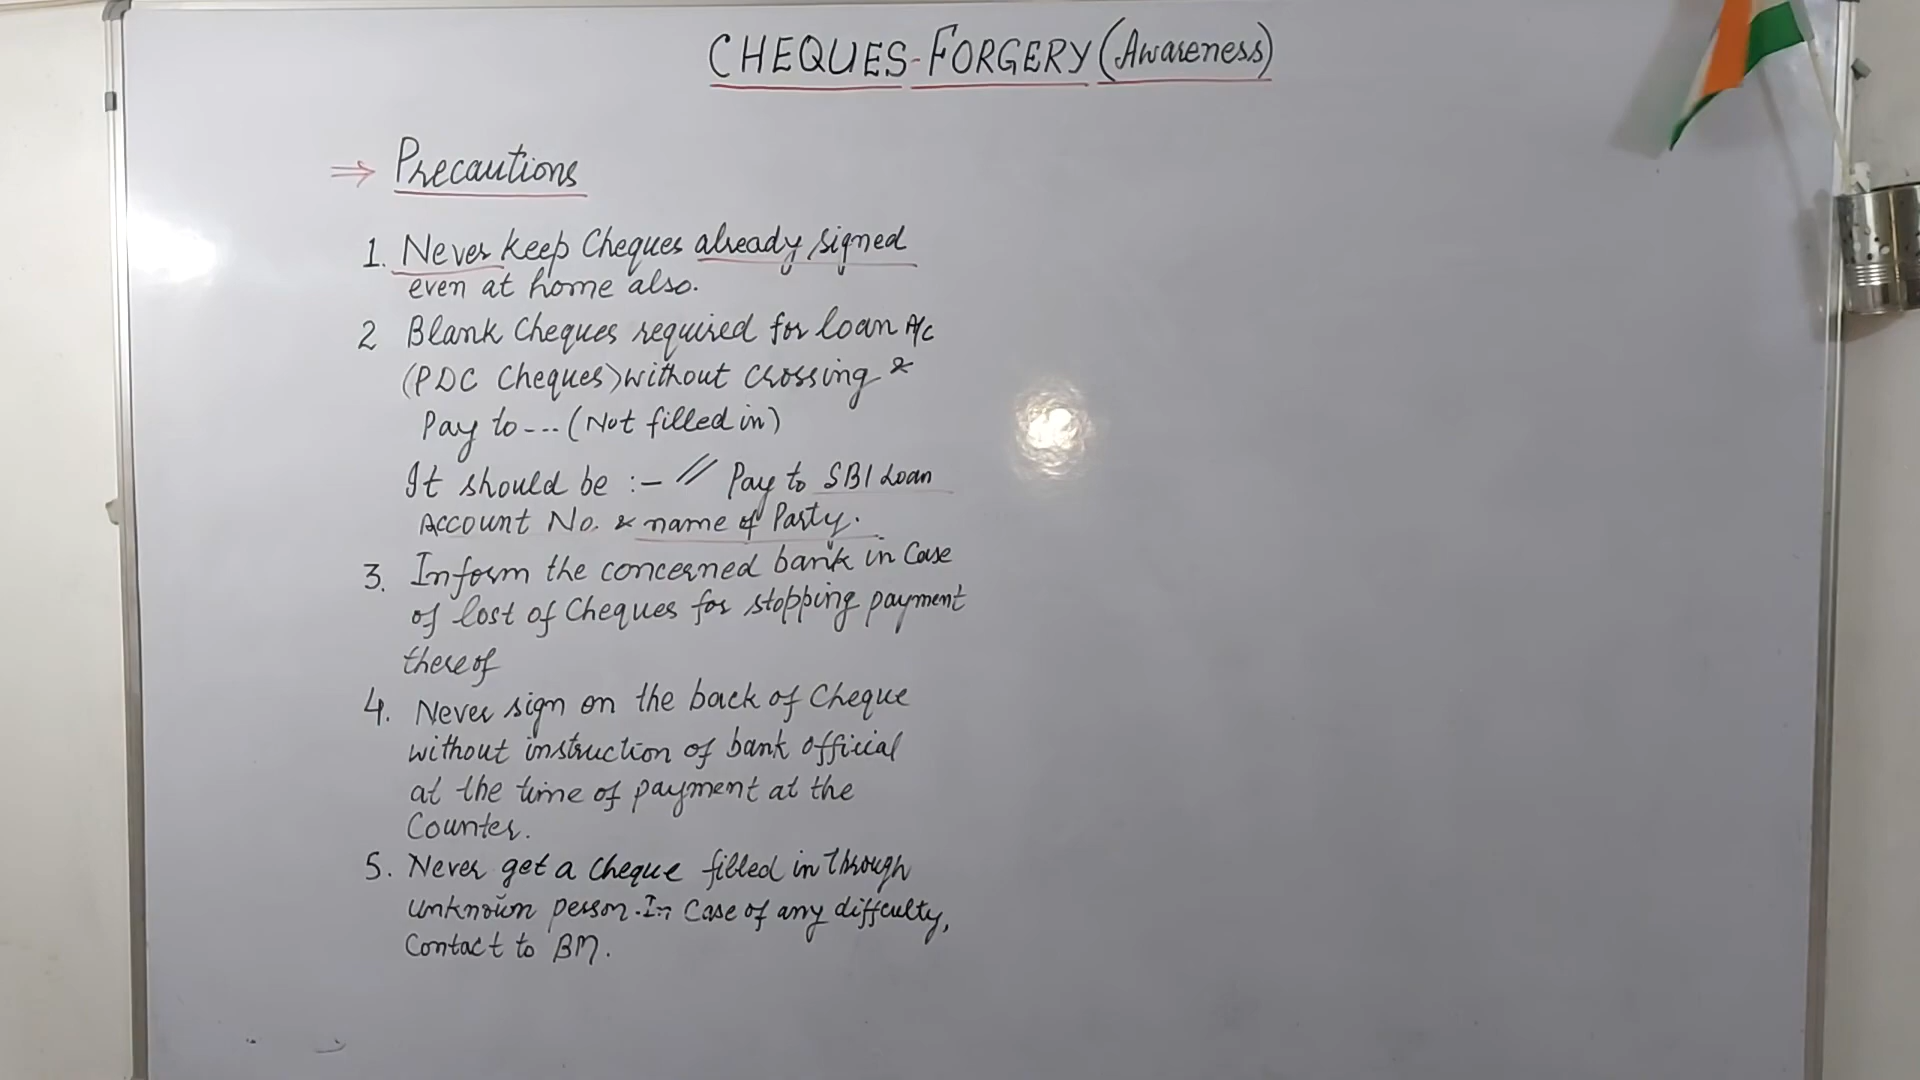 CHEQUES-FORGERY (Awareness)
⇒ Precautions
1. Never keep Cheques already signed
even at home also.
2 Blank Cheques required for loan A/c
(PDC Cheques) without Crossing &
Pay to --- (Not filled in)
It should be :- // Pay to SBI Loan
Account No. & name of Party.
3. Inform the concerned bank in Case
of lost of Cheques for stopping payment
thereof
4. Never sign on the back of Cheque
without instruction of bank official
at the time of payment at the
Counter.
5. Never get a Cheque filled in through
unknown person. In Case of any difficulty,
Contact to BM.